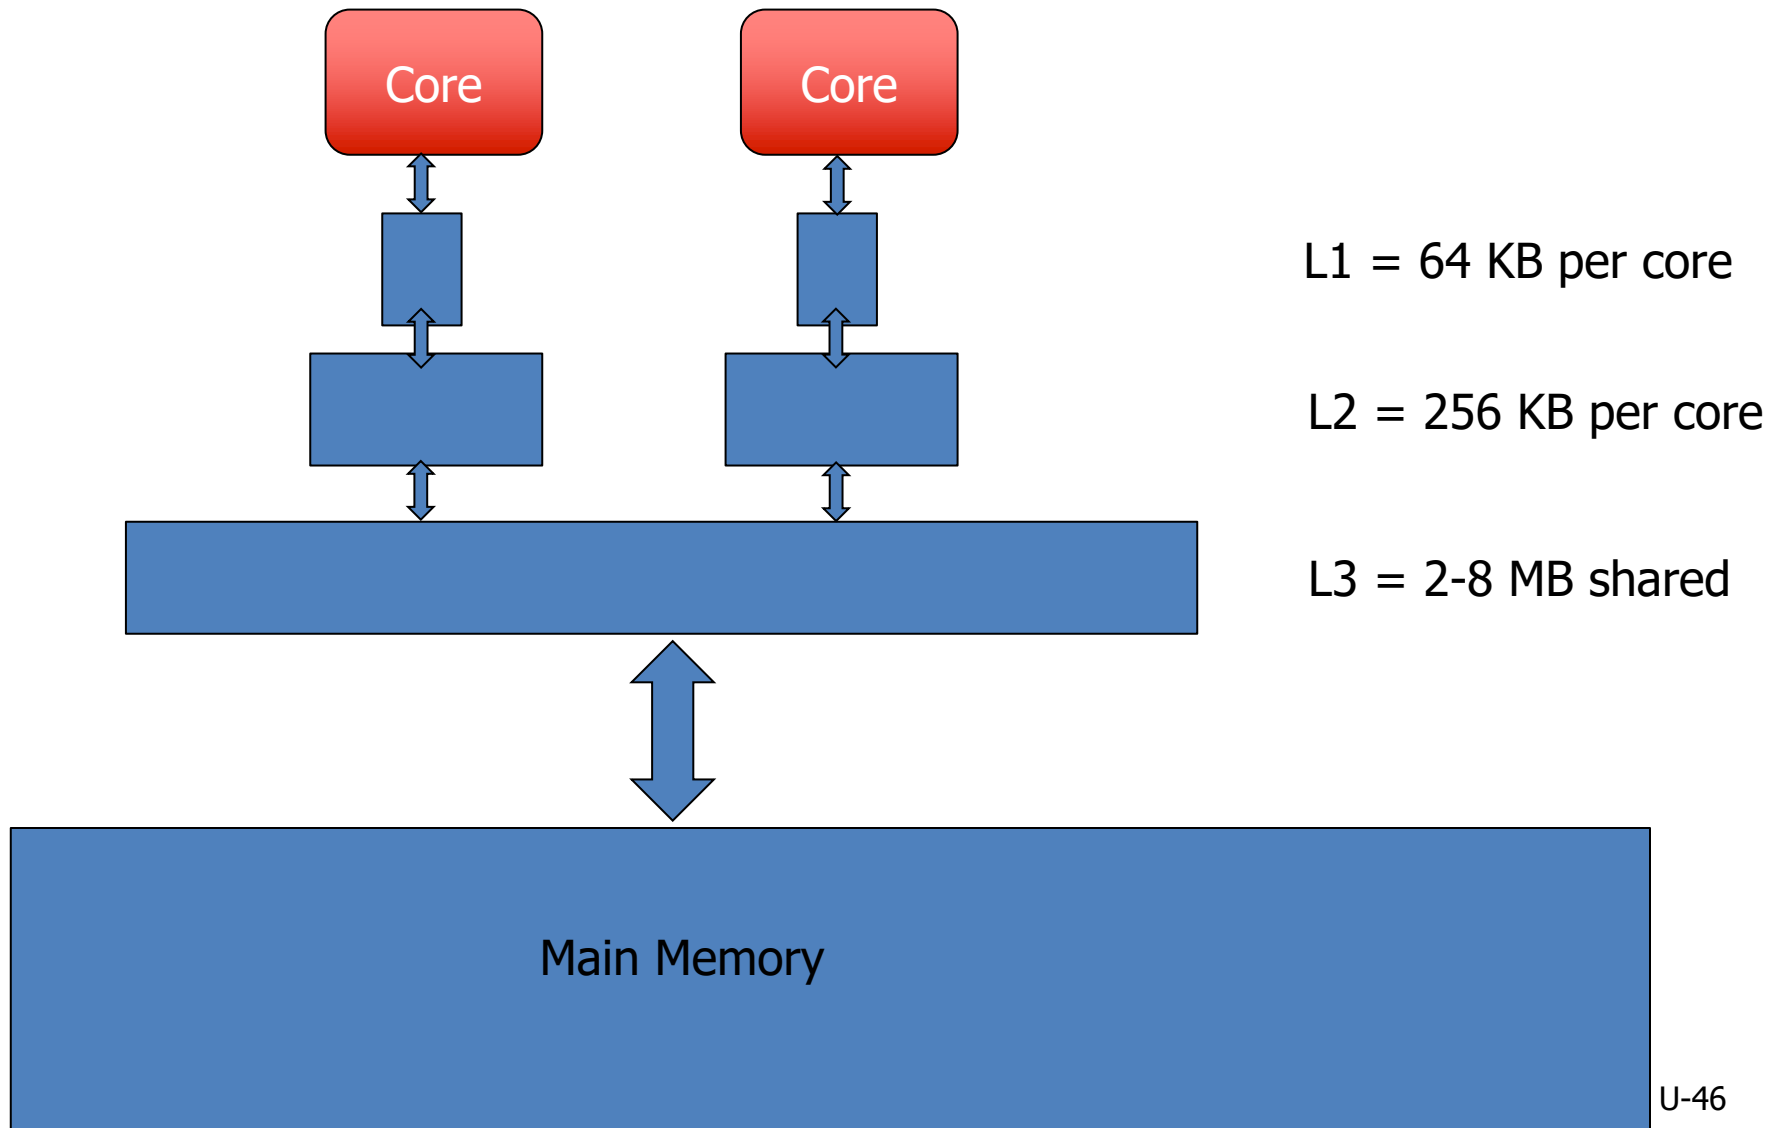 Core
Core
L1 = 64 KB per core
L2 = 256 KB per core
L3 = 2-8 MB shared
Main Memory
U-46